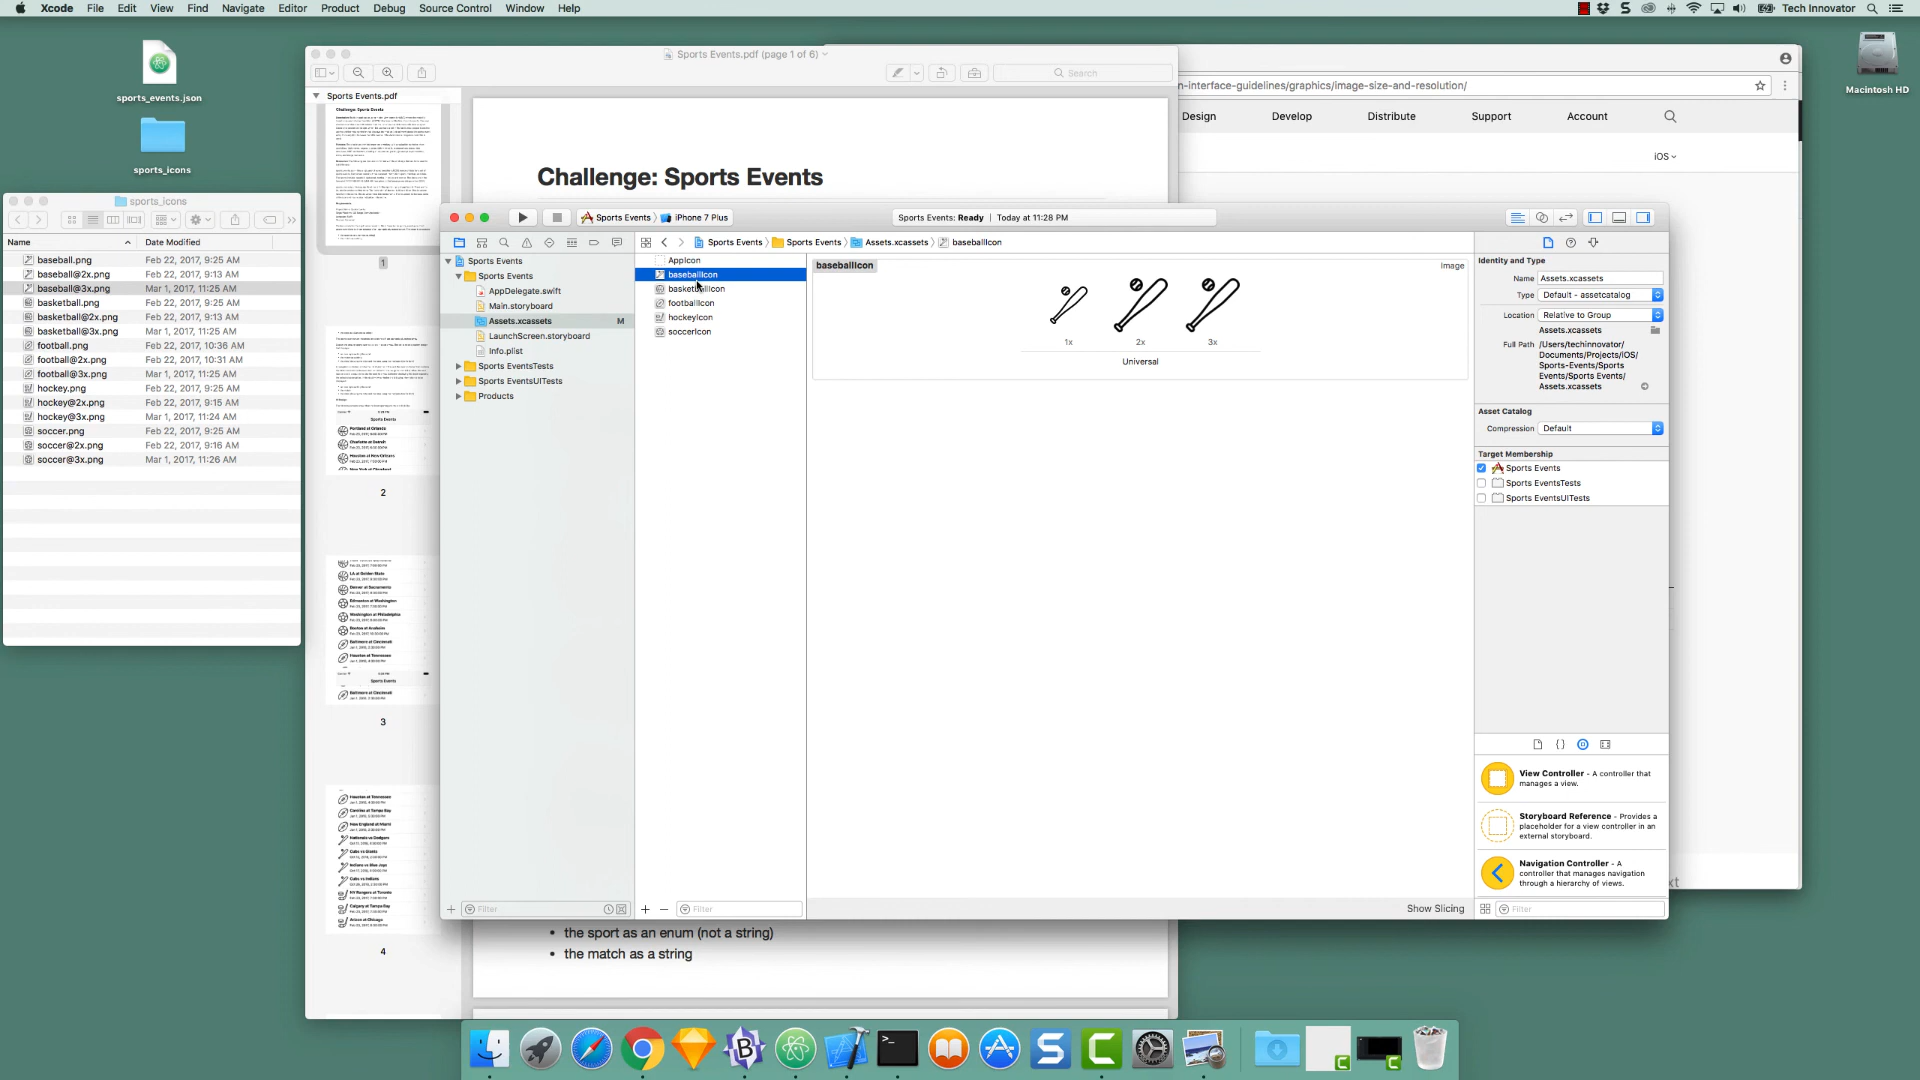 Xcode File Edit View Find Navigate Editor Product Debug Source Control Window Help
Tech Innovator
sports_events.json
sports_icons
Macintosh HD
Sports Events.pdf (page 1 of 6)
Search
Sports Events.pdf
Challenge: Sports Events
1
2
3
4
n-interface-guidelines/graphics/image-size-and-resolution/
Design Develop Distribute Support Account
iOS
sports_icons
Name Date Modified
baseball.png Feb 22, 2017, 9:25 AM
baseball@2x.png Feb 22, 2017, 9:13 AM
baseball@3x.png Mar 1, 2017, 11:25 AM
basketball.png Feb 22, 2017, 9:25 AM
basketball@2x.png Feb 22, 2017, 9:13 AM
basketball@3x.png Mar 1, 2017, 11:25 AM
football.png Feb 22, 2017, 10:36 AM
football@2x.png Feb 22, 2017, 10:31 AM
football@3x.png Mar 1, 2017, 11:25 AM
hockey.png Feb 22, 2017, 9:25 AM
hockey@2x.png Feb 22, 2017, 9:15 AM
hockey@3x.png Mar 1, 2017, 11:24 AM
soccer.png Feb 22, 2017, 9:25 AM
soccer@2x.png Feb 22, 2017, 9:16 AM
soccer@3x.png Mar 1, 2017, 11:26 AM
Sports Events iPhone 7 Plus
Sports Events: Ready | Today at 11:28 PM
Sports Events Sports Events Assets.xcassets baseballIcon
Sports Events
Sports Events
AppDelegate.swift
Main.storyboard
Assets.xcassets M
LaunchScreen.storyboard
Info.plist
Sports EventsTests
Sports EventsUITests
Products
Filter
AppIcon
baseballIcon
basketballIcon
footballIcon
hockeyIcon
soccerIcon
Filter
baseballIcon
Image
1x 2x 3x
Universal
Show Slicing
Identity and Type
Name Assets.xcassets
Type Default - assetcatalog
Location Relative to Group
Assets.xcassets
Full Path /Users/techinnovator/
Documents/Projects/iOS/
Sports-Events/Sports
Events/Sports Events/
Assets.xcassets
Asset Catalog
Compression Default
Target Membership
Sports Events
Sports EventsTests
Sports EventsUITests
View Controller - A controller that
manages a view.
Storyboard Reference - Provides a
placeholder for a view controller in an
external storyboard.
Navigation Controller - A
controller that manages navigation
through a hierarchy of views.
Filter
xt
• the sport as an enum (not a string)
• the match as a string